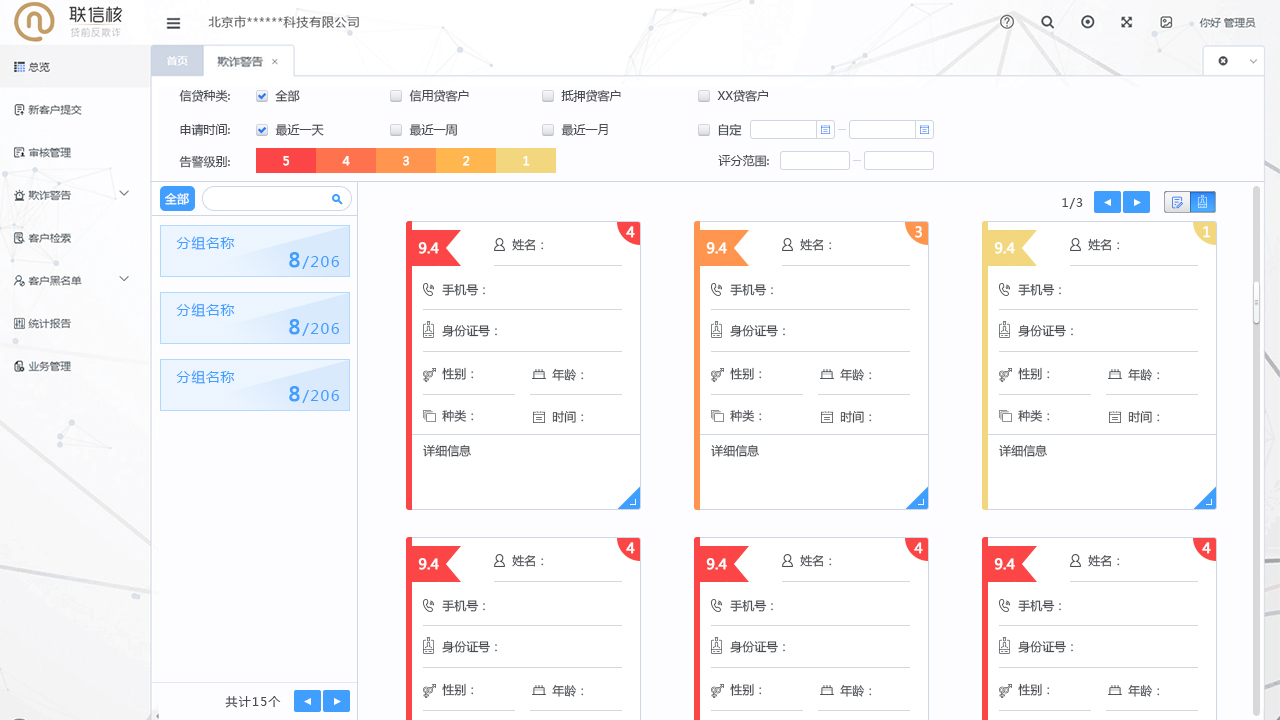 联信核
贷前反欺诈
北京市******科技有限公司
你好 管理员
首页
欺诈警告
总览
新客户提交
审核管理
欺诈警告
客户检索
客户黑名单
统计报告
业务管理
信贷种类: 全部 信用贷客户 抵押贷客户 XX贷客户
申请时间: 最近一天 最近一周 最近一月 自定
告警级别: 5 4 3 2 1 评分范围:
全部
分组名称
8/206
分组名称
8/206
分组名称
8/206
共计15个
1/3
9.4 姓名： 4
手机号：
身份证号：
性别： 年龄：
种类： 时间：
详细信息
9.4 姓名： 3
手机号：
身份证号：
性别： 年龄：
种类： 时间：
详细信息
9.4 姓名： 1
手机号：
身份证号：
性别： 年龄：
种类： 时间：
详细信息
9.4 姓名： 4
手机号：
身份证号：
性别： 年龄：
9.4 姓名： 4
手机号：
身份证号：
性别： 年龄：
9.4 姓名： 4
手机号：
身份证号：
性别： 年龄：